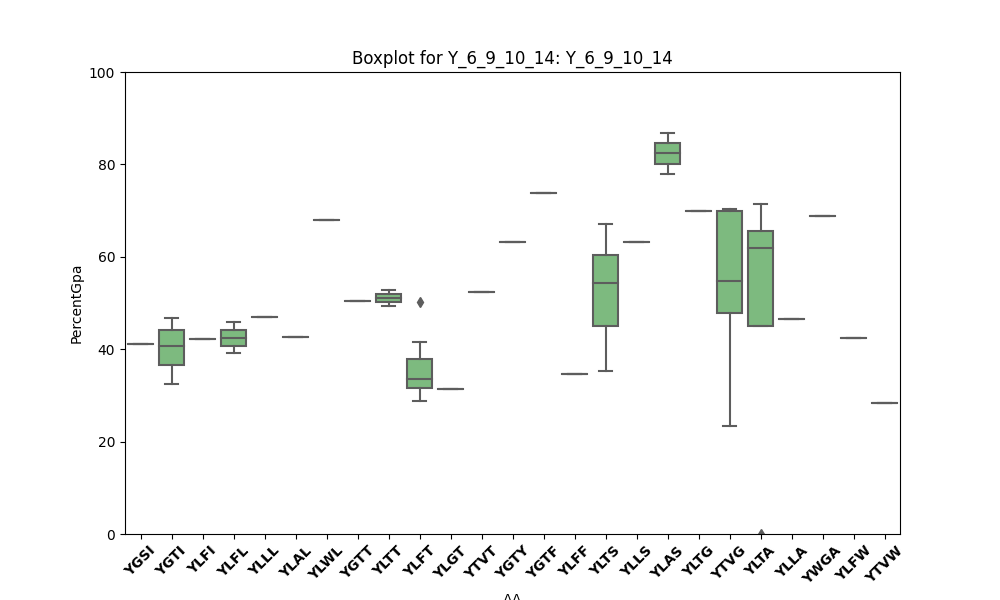 Boxplot for Y_6_9_10_14: Y_6_9_10_14
PercentGpa
100
80
60
40
20
0
YGSI YGTI YLFI YLFL YLLL YLAL YLWL YGTT YLTT YLFT YLGT YTVT YGTY YGTF YLFF YLTS YLLS YLAS YLTG YTVG YLTA YLLA YWGA YLFW YTVW
AA